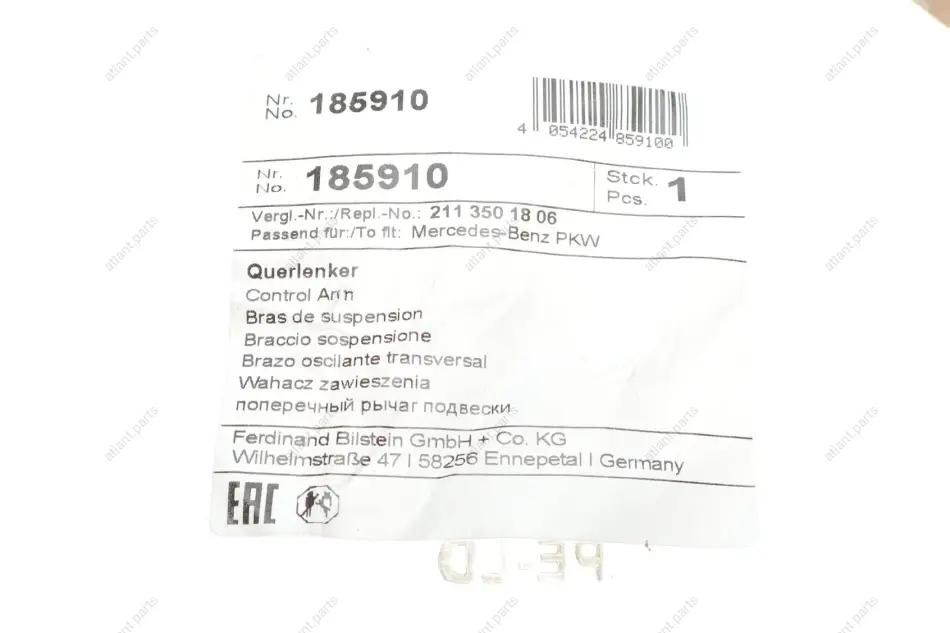 Nr.
No. 185910
4 054224 859100
Nr.
No. 185910
Stck.
Pcs. 1
Vergl.-Nr.:/Repl.-No.: 211 350 18 06
Passend für:/To fit: Mercedes-Benz PKW
Querlenker
Control Arm
Bras de suspension
Braccio sospensione
Brazo oscilante transversal
Wahacz zawieszenia
поперечный рычаг подвески
Ferdinand Bilstein GmbH + Co. KG
Wilhelmstraße 47 | 58256 Ennepetal | Germany
EAC
atlant.parts